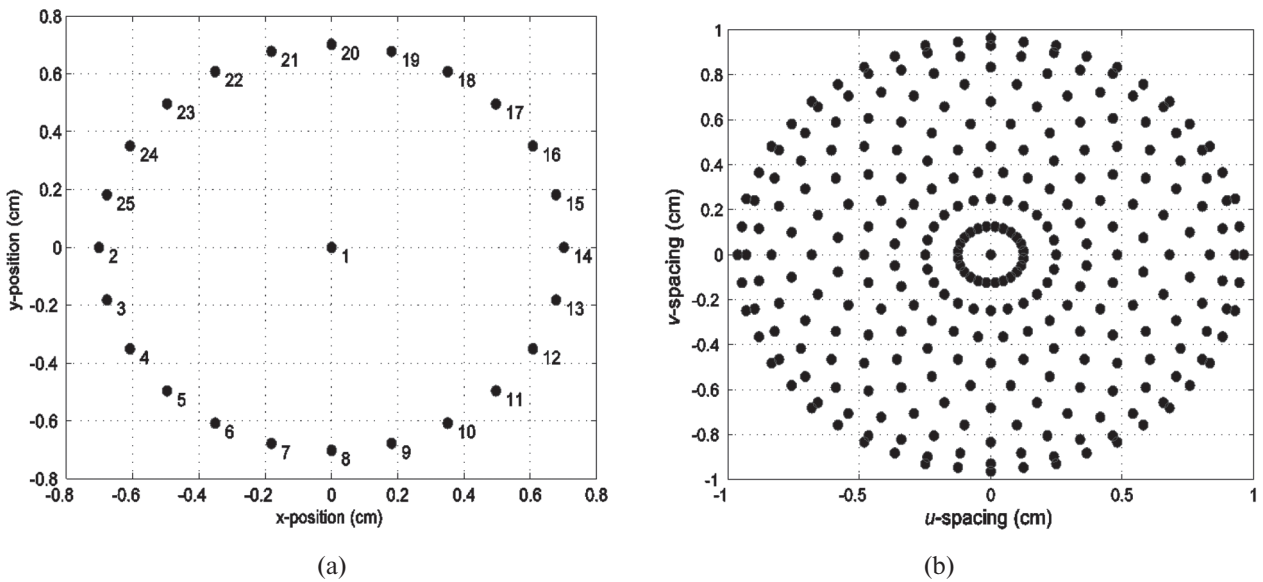 0.8
0.6
0.4
0.2
0
-0.2
-0.4
-0.6
-0.8
y-position (cm)
-0.8 -0.6 -0.4 -0.2 0 0.2 0.4 0.6 0.8
x-position (cm)
21 20 19
22 18
23 17
24 16
25 15
2 1 14
3 13
4 12
5 11
6 10
7 8 9
(a)
1
0.8
0.6
0.4
0.2
0
-0.2
-0.4
-0.6
-0.8
-1
v-spacing (cm)
-1 -0.5 0 0.5 1
u-spacing (cm)
(b)